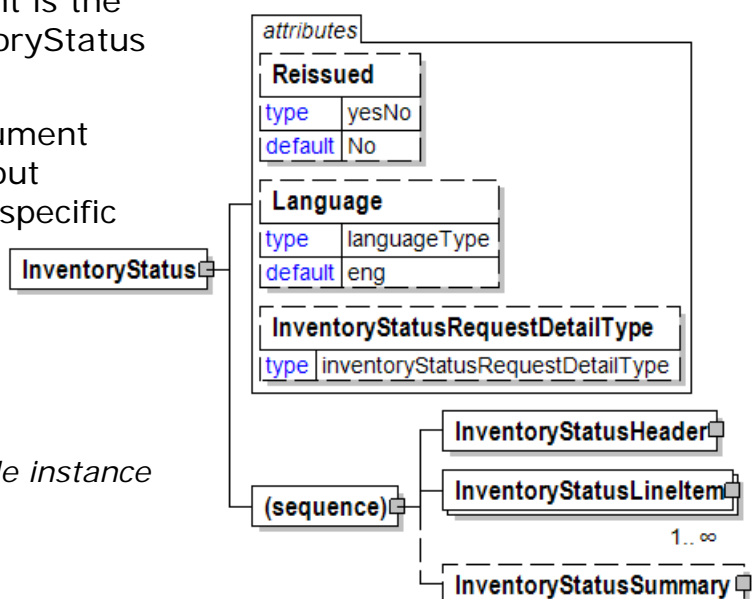 t is the
oryStatus
ument
out
specific
le instance
InventoryStatus
attributes
Reissued
type yesNo
default No
Language
type languageType
default eng
InventoryStatusRequestDetailType
type inventoryStatusRequestDetailType
(sequence)
InventoryStatusHeader
InventoryStatusLineItem
1.. ∞
InventoryStatusSummary